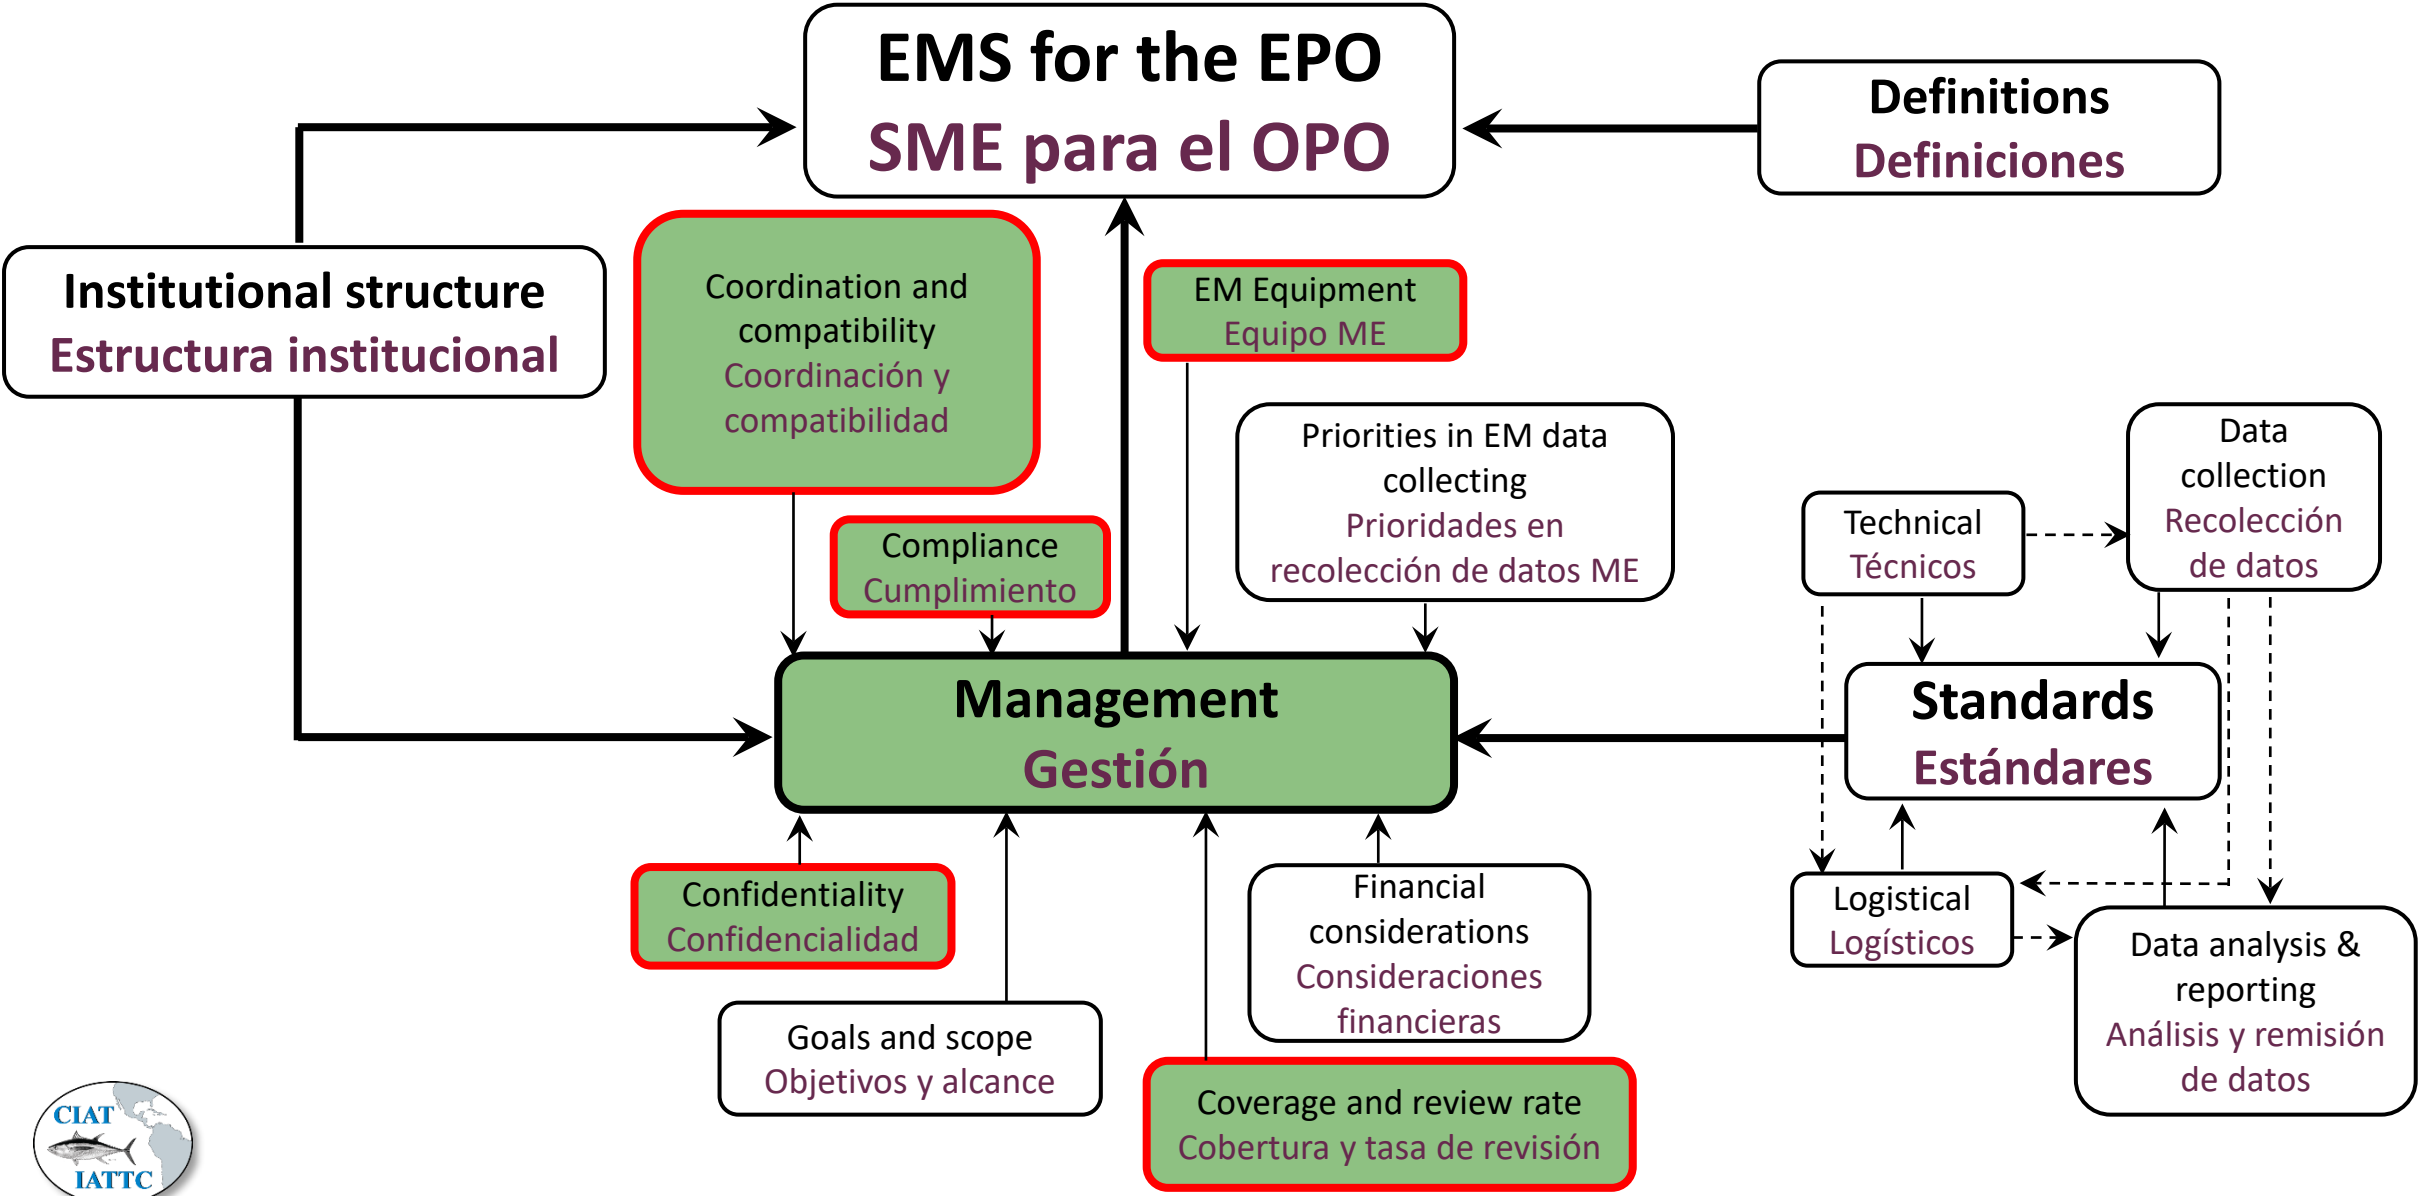 EMS for the EPO
SME para el OPO
Definitions
Definiciones
Institutional structure
Estructura institucional
Coordination and
compatibility
Coordinación y
compatibilidad
EM Equipment
Equipo ME
Priorities in EM data
collecting
Prioridades en
recolección de datos ME
Data
collection
Recolección
de datos
Technical
Técnicos
Compliance
Cumplimiento
Management
Gestión
Standards
Estándares
Confidentiality
Confidencialidad
Financial
considerations
Consideraciones
financieras
Logistical
Logísticos
Data analysis &
reporting
Análisis y remisión
de datos
Goals and scope
Objetivos y alcance
Coverage and review rate
Cobertura y tasa de revisión
CIAT
IATTC